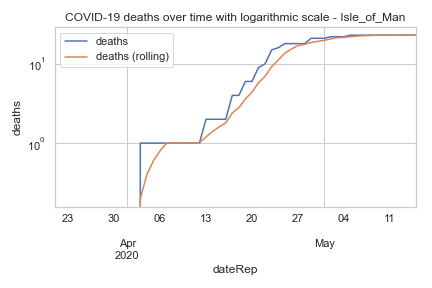 COVID-19 deaths over time with logarithmic scale - Isle_of_Man
deaths
deaths (rolling)
10¹
10⁰
deaths
23 30 06 13 20 27 04 11
Apr May
2020
dateRep